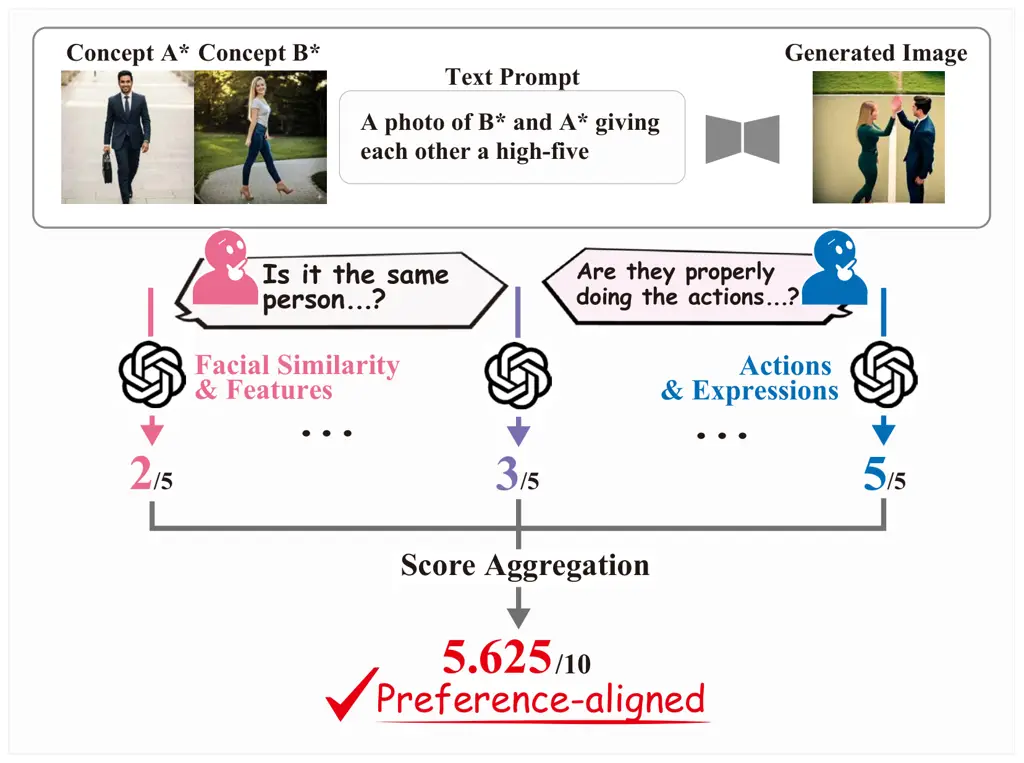 Concept A* Concept B*
Text Prompt
Generated Image
A photo of B* and A* giving
each other a high-five
Is it the same
person...?
Are they properly
doing the actions...?
Facial Similarity
& Features
Actions
& Expressions
... ...
2/5 3/5 5/5
Score Aggregation
5.625/10
Preference-aligned